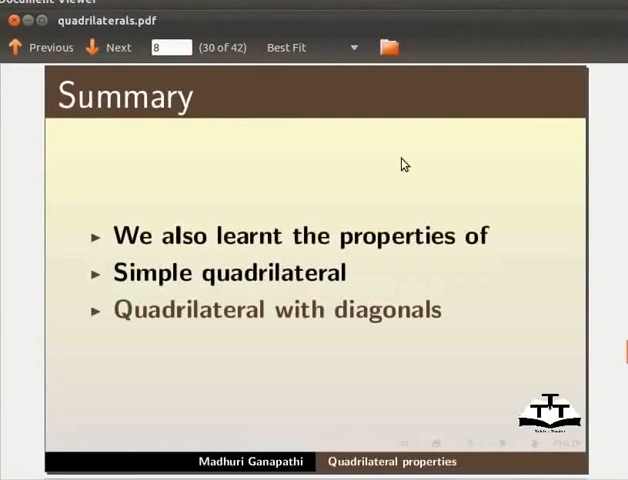 Document Viewer
quadrilaterals.pdf
Previous Next 8 (30 of 42) Best Fit
Summary
We also learnt the properties of
Simple quadrilateral
Quadrilateral with diagonals
TTT
Madhuri Ganapathi Quadrilateral properties